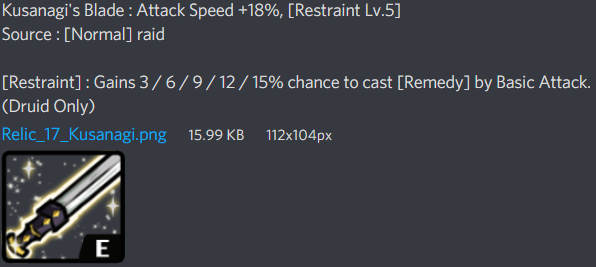 Kusanagi's Blade : Attack Speed +18%, [Restraint Lv.5]
Source : [Normal] raid
[Restraint] : Gains 3 / 6 / 9 / 12 / 15% chance to cast [Remedy] by Basic Attack.
(Druid Only)
Relic_17_Kusanagi.png 15.99 KB 112x104px
E